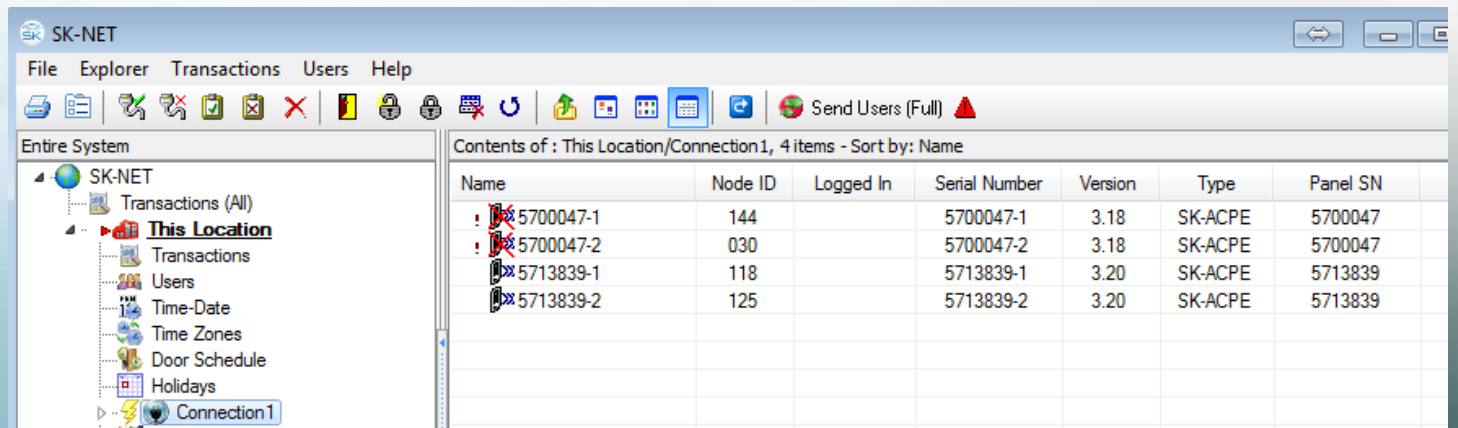 SK-NET
File Explorer Transactions Users Help
Send Users (Full)
Entire System
Contents of : This Location/Connection1, 4 items - Sort by: Name
SK-NET
Transactions (All)
This Location
Transactions
Users
Time-Date
Time Zones
Door Schedule
Holidays
Connection1
Name Node ID Logged In Serial Number Version Type Panel SN
5700047-1 144 5700047-1 3.18 SK-ACPE 5700047
5700047-2 030 5700047-2 3.18 SK-ACPE 5700047
5713839-1 118 5713839-1 3.20 SK-ACPE 5713839
5713839-2 125 5713839-2 3.20 SK-ACPE 5713839